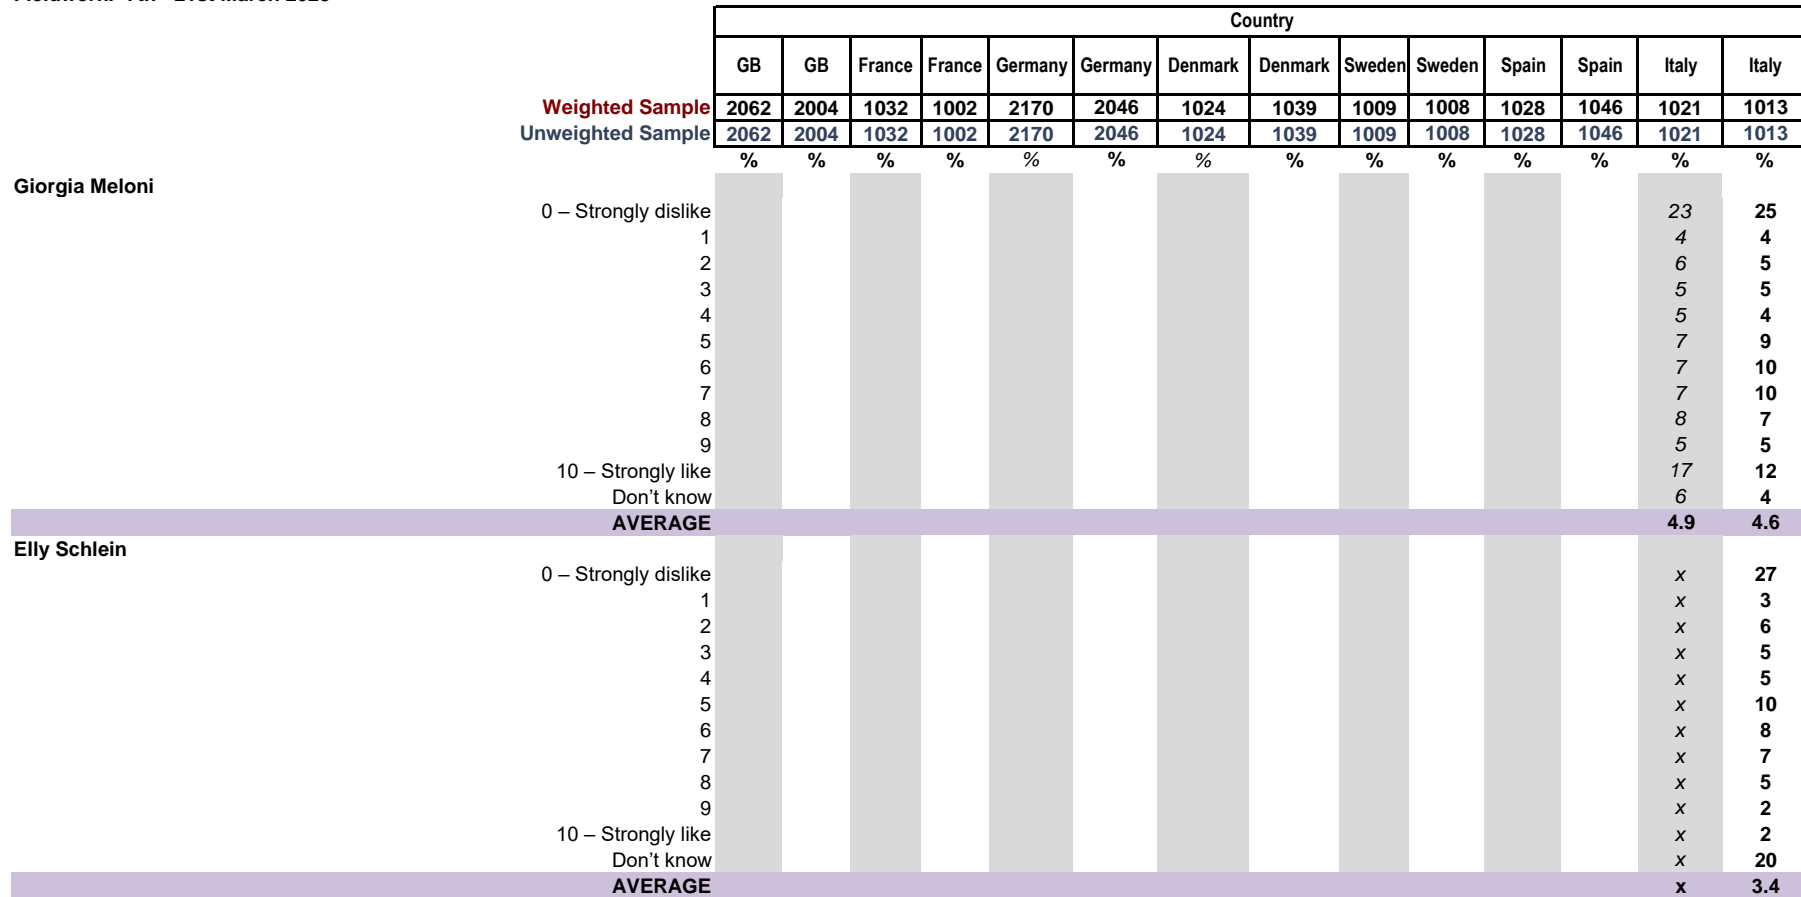 Country
GB GB France France Germany Germany Denmark Denmark Sweden Sweden Spain Spain Italy Italy
Weighted Sample 2062 2004 1032 1002 2170 2046 1024 1039 1009 1008 1028 1046 1021 1013
Unweighted Sample 2062 2004 1032 1002 2170 2046 1024 1039 1009 1008 1028 1046 1021 1013
% % % % % % % % % % % % % %
Giorgia Meloni
0 – Strongly dislike 23 25
1 4 4
2 6 5
3 5 5
4 5 4
5 7 9
6 7 10
7 7 10
8 8 7
9 5 5
10 – Strongly like 17 12
Don't know 6 4
AVERAGE 4.9 4.6
Elly Schlein
0 – Strongly dislike x 27
1 x 3
2 x 6
3 x 5
4 x 5
5 x 10
6 x 8
7 x 7
8 x 5
9 x 2
10 – Strongly like x 2
Don't know x 20
AVERAGE x 3.4